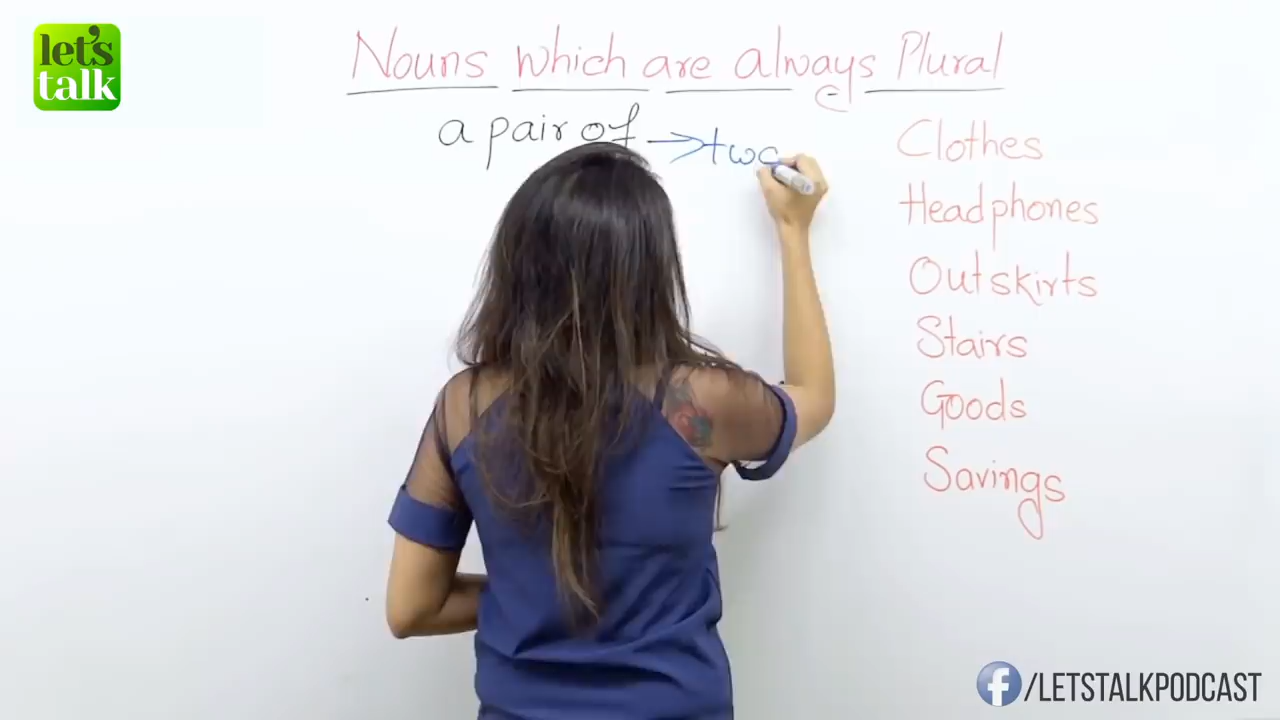 let's
talk
Nouns which are always Plural
a pair of → two
Clothes
Headphones
Outskirts
Stairs
Goods
Savings
f/LETSTALKPODCAST